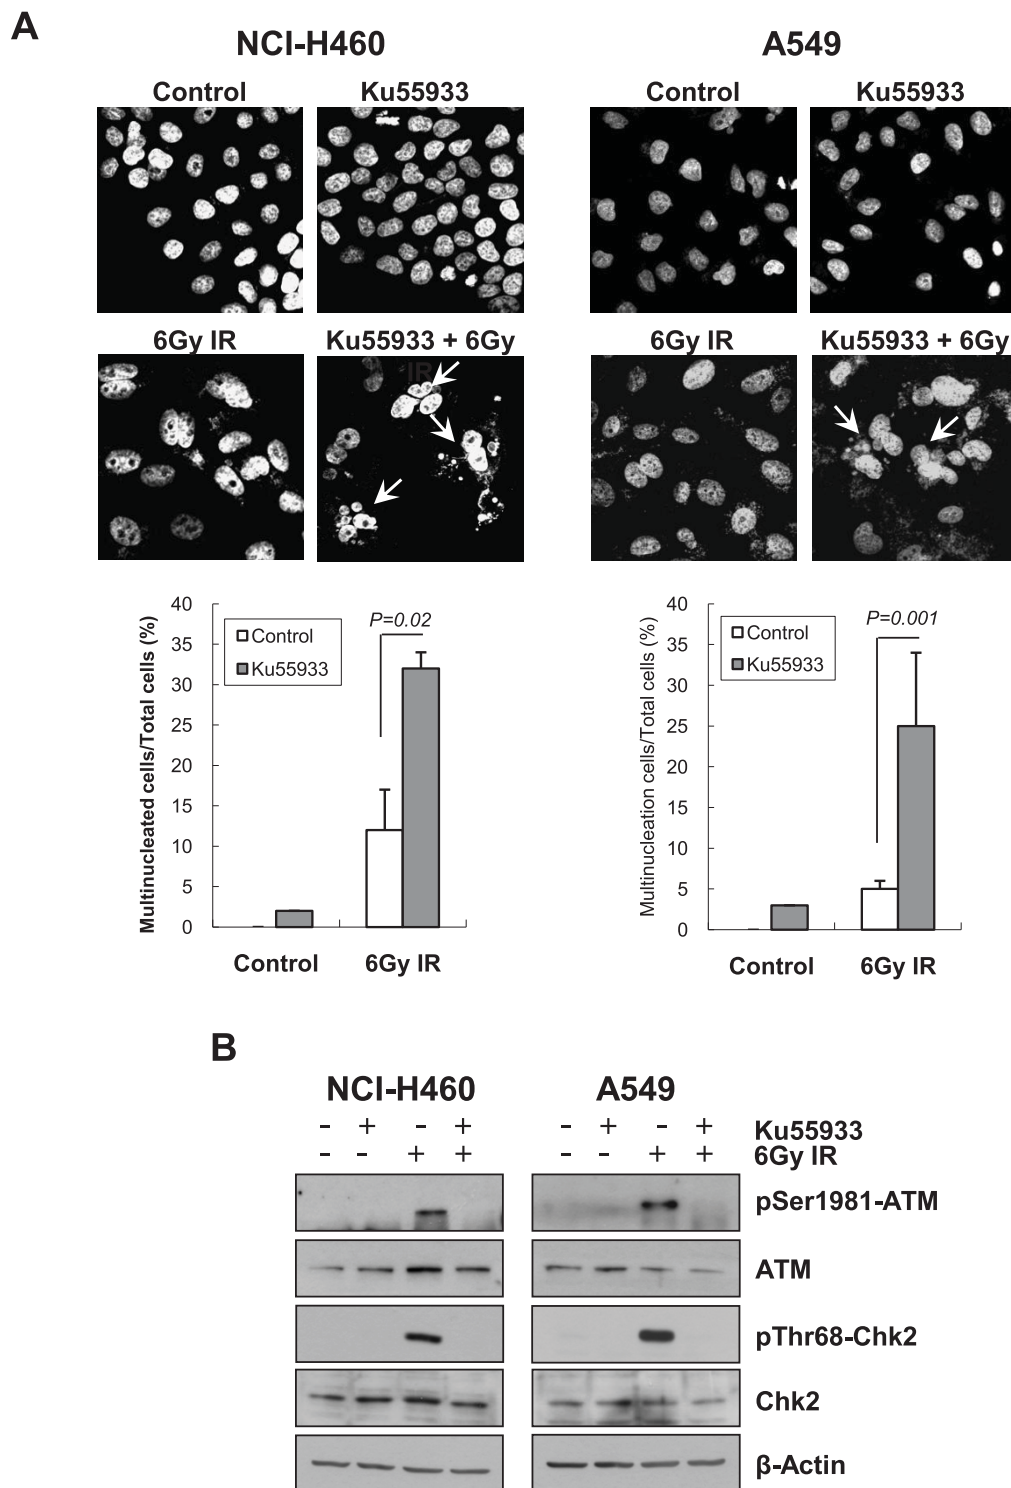 A
NCI-H460
A549
Control
Ku55933
Control
Ku55933
6Gy IR
Ku55933 + 6Gy
IR
6Gy IR
Ku55933 + 6Gy
Multinucleated cells/Total cells (%)
40
35
30
25
20
15
10
5
0
Control
Ku55933
P=0.02
Control
6Gy IR
Multinucleation cells/Total cells (%)
40
35
30
25
20
15
10
5
0
Control
Ku55933
P=0.001
Control
6Gy IR
B
NCI-H460
A549
- + - + - + - + Ku55933
- - + + - - + + 6Gy IR
pSer1981-ATM
ATM
pThr68-Chk2
Chk2
β-Actin